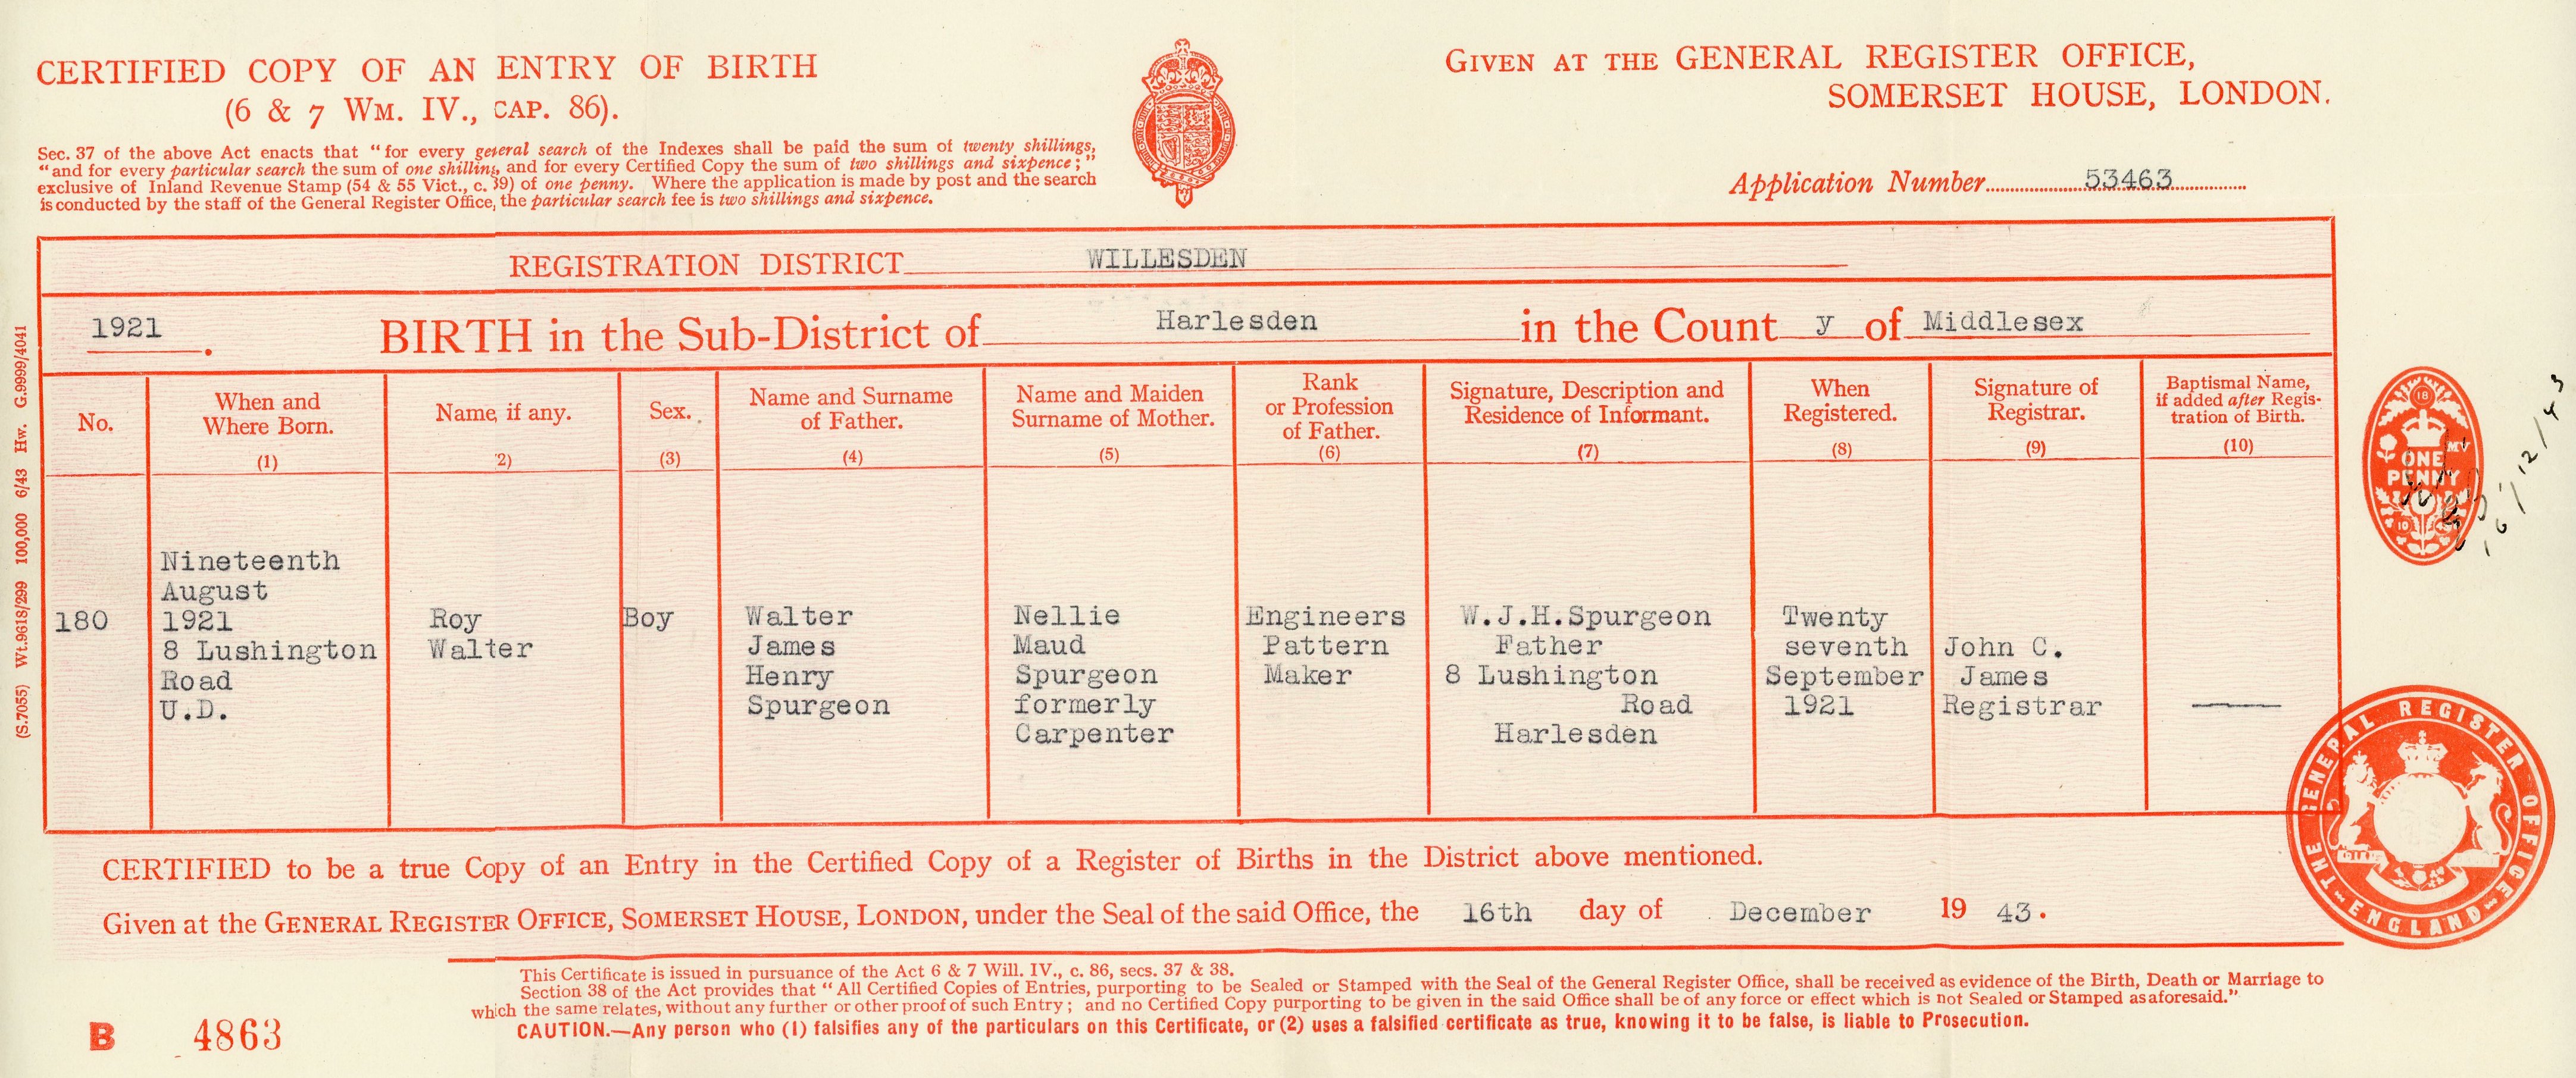 CERTIFIED COPY OF AN ENTRY OF BIRTH
(6 & 7 WM. IV., CAP. 86).
Sec. 37 of the above Act enacts that "for every general search of the Indexes shall be paid the sum of twenty shillings,
"and for every particular search the sum of one shilling, and for every Certified Copy the sum of two shillings and sixpence;"
exclusive of Inland Revenue Stamp (54 & 55 Vict., c. 39) of one penny. Where the application is made by post and the search
is conducted by the staff of the General Register Office, the particular search fee is two shillings and sixpence.
GIVEN AT THE GENERAL REGISTER OFFICE,
SOMERSET HOUSE, LONDON.
Application Number 53463
REGISTRATION DISTRICT WILLESDEN
1921. BIRTH in the Sub-District of Harlesden in the County of Middlesex
No.
When and
Where Born.
(1)
Name, if any.
2)
Sex.
(3)
Name and Surname
of Father.
(4)
Name and Maiden
Surname of Mother.
(5)
Rank
or Profession
of Father.
(6)
Signature, Description and
Residence of Informant.
(7)
When
Registered.
(8)
Signature of
Registrar.
(9)
Baptismal Name,
if added after Regis-
tration of Birth.
(10)
180
Nineteenth
August
1921
8 Lushington
Road
U.D.
Roy
Walter
Boy
Walter
James
Henry
Spurgeon
Nellie
Maud
Spurgeon
formerly
Carpenter
Engineers
Pattern
Maker
W.J.H.Spurgeon
Father
8 Lushington
Road
Harlesden
Twenty
seventh
September
1921
John C.
James
Registrar
CERTIFIED to be a true Copy of an Entry in the Certified Copy of a Register of Births in the District above mentioned.
Given at the GENERAL REGISTER OFFICE, SOMERSET HOUSE, LONDON, under the Seal of the said Office, the 16th day of December 19 43.
This Certificate is issued in pursuance of the Act 6 & 7 Will. IV., c. 86, secs. 37 & 38.
Section 38 of the Act provides that "All Certified Copies of Entries, purporting to be Sealed or Stamped with the Seal of the General Register Office, shall be received as evidence of the Birth, Death or Marriage to
which the same relates, without any further or other proof of such Entry; and no Certified Copy purporting to be given in the said Office shall be of any force or effect which is not Sealed or Stamped as aforesaid."
CAUTION.—Any person who (1) falsifies any of the particulars on this Certificate, or (2) uses a falsified certificate as true, knowing it to be false, is liable to Prosecution.
B 4863
(S.7055) Wt.9618/299 100,000 6/43 Hw. G.9999/4041
18
ONE
PENNY
16/12/43
THE GENERAL REGISTER OFFICE
ENGLAND